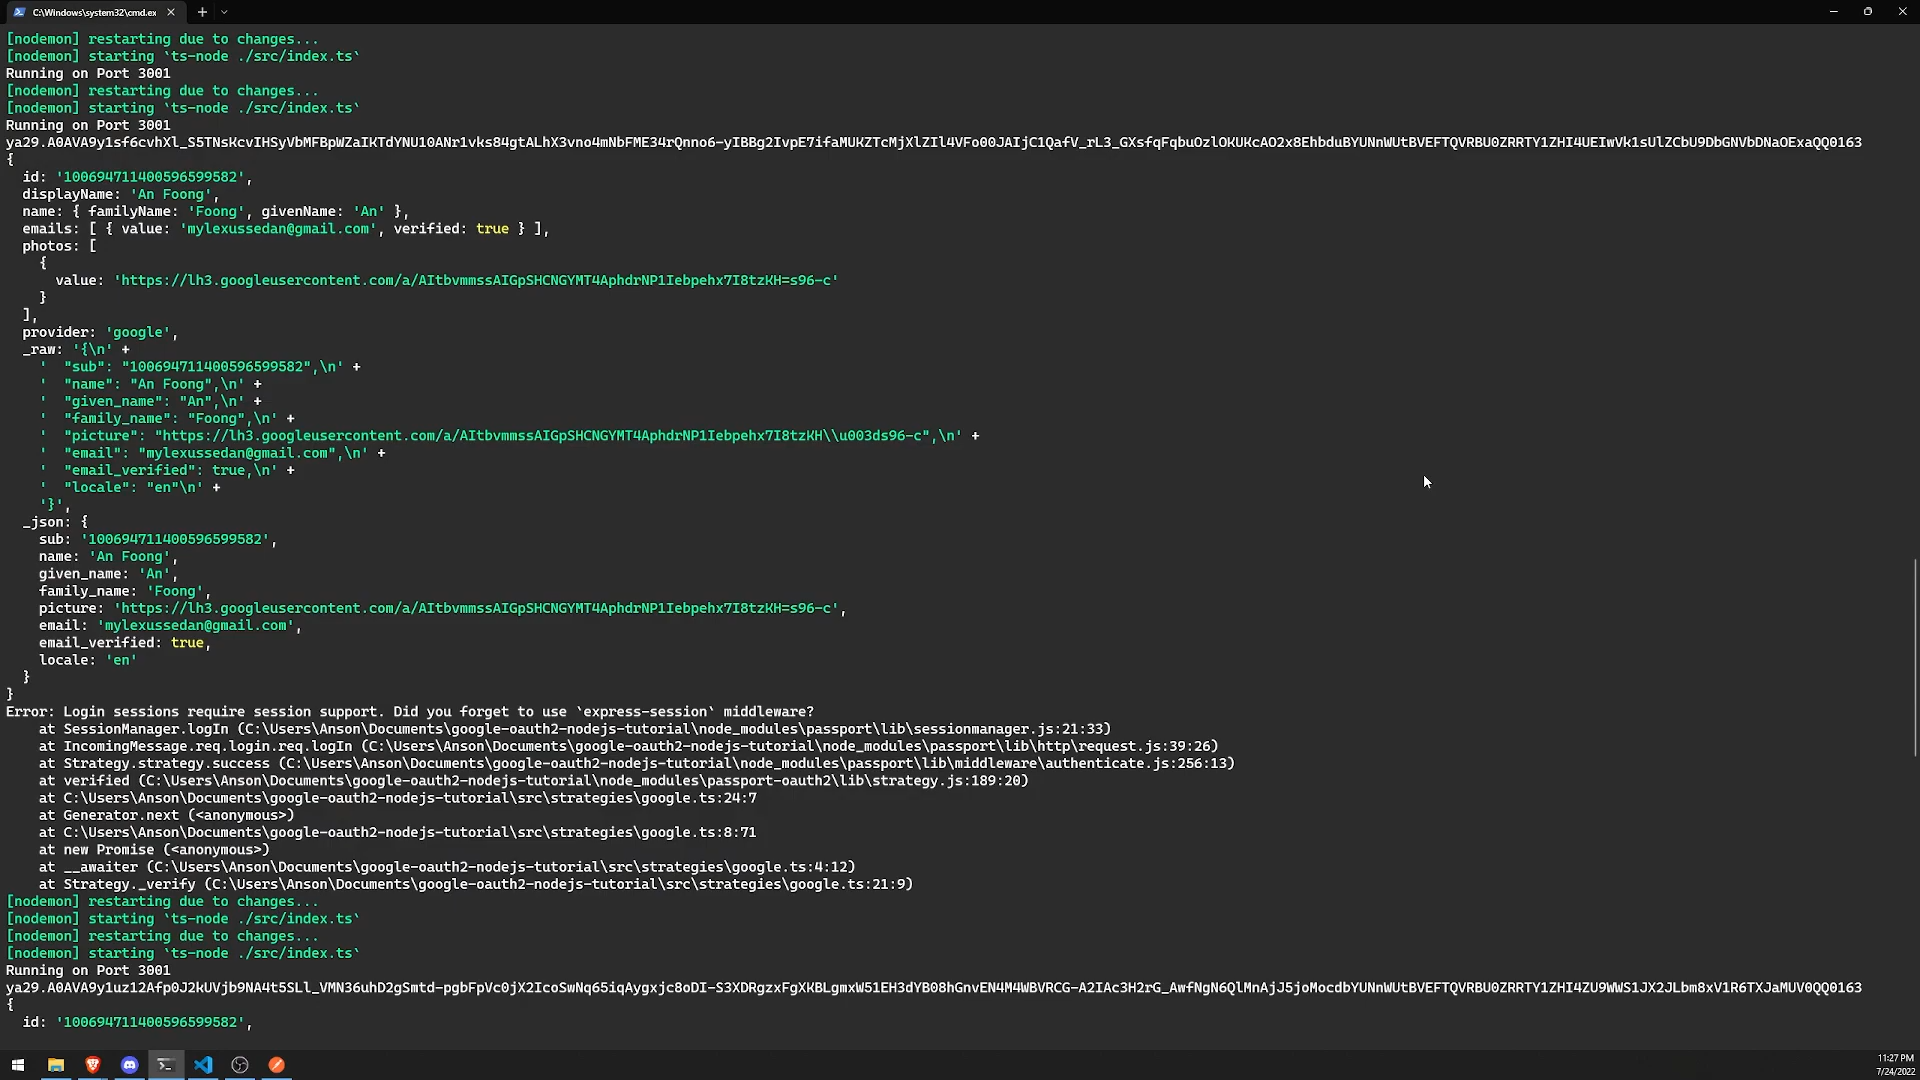 C:\Windows\system32\cmd.ex
[nodemon] restarting due to changes...
[nodemon] starting `ts-node ./src/index.ts`
Running on Port 3001
[nodemon] restarting due to changes...
[nodemon] starting `ts-node ./src/index.ts`
Running on Port 3001
{
id: '100694711400596599582',
displayName: 'An Foong',
name: { familyName: 'Foong', givenName: 'An' },
emails: [ { value: 'mylexussedan@gmail.com', verified: true } ],
photos: [
{
value: 'https://lh3.googleusercontent.com/a/AItbvmmssAIGpSHCNGYMT4AphdrNP1Iebpehx7I8tzKH=s96-c'
}
],
provider: 'google',
_raw: '{\n' +
' "sub": "100694711400596599582",\n' +
' "name": "An Foong",\n' +
' "given_name": "An",\n' +
' "family_name": "Foong",\n' +
' "picture": "https://lh3.googleusercontent.com/a/AItbvmmssAIGpSHCNGYMT4AphdrNP1Iebpehx7I8tzKH\\u003ds96-c",\n' +
' "email": "mylexussedan@gmail.com",\n' +
' "email_verified": true,\n' +
' "locale": "en"\n' +
'}',
_json: {
sub: '100694711400596599582',
name: 'An Foong',
given_name: 'An',
family_name: 'Foong',
picture: 'https://lh3.googleusercontent.com/a/AItbvmmssAIGpSHCNGYMT4AphdrNP1Iebpehx7I8tzKH=s96-c',
email: 'mylexussedan@gmail.com',
email_verified: true,
locale: 'en'
}
}
Error: Login sessions require session support. Did you forget to use `express-session` middleware?
at SessionManager.logIn (C:\Users\Anson\Documents\google-oauth2-nodejs-tutorial\node_modules\passport\lib\sessionmanager.js:21:33)
at IncomingMessage.req.login.req.logIn (C:\Users\Anson\Documents\google-oauth2-nodejs-tutorial\node_modules\passport\lib\http\request.js:39:26)
at Strategy.strategy.success (C:\Users\Anson\Documents\google-oauth2-nodejs-tutorial\node_modules\passport\lib\middleware\authenticate.js:256:13)
at verified (C:\Users\Anson\Documents\google-oauth2-nodejs-tutorial\node_modules\passport-oauth2\lib\strategy.js:189:20)
at C:\Users\Anson\Documents\google-oauth2-nodejs-tutorial\src\strategies\google.ts:24:7
at Generator.next (<anonymous>)
at C:\Users\Anson\Documents\google-oauth2-nodejs-tutorial\src\strategies\google.ts:8:71
at new Promise (<anonymous>)
at __awaiter (C:\Users\Anson\Documents\google-oauth2-nodejs-tutorial\src\strategies\google.ts:4:12)
at Strategy._verify (C:\Users\Anson\Documents\google-oauth2-nodejs-tutorial\src\strategies\google.ts:21:9)
[nodemon] restarting due to changes...
[nodemon] starting `ts-node ./src/index.ts`
[nodemon] restarting due to changes...
[nodemon] starting `ts-node ./src/index.ts`
Running on Port 3001
{
id: '100694711400596599582',
11:27 PM
7/24/2022